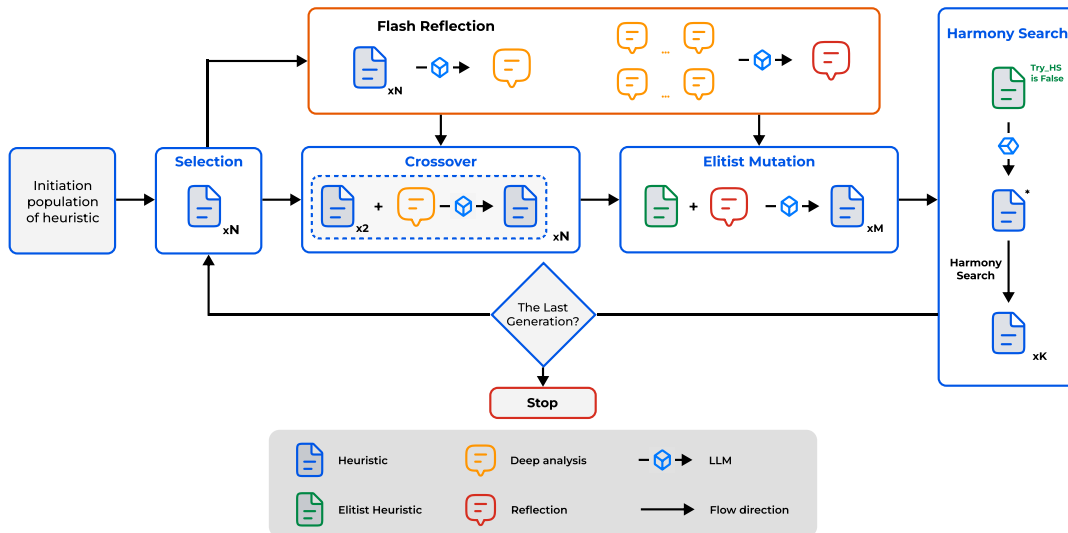 Flash Reflection
xN
...
...
Harmony Search
Try_HS
is False
*
Harmony
Search
xK
Initiation
population
of heuristic
Selection
xN
Crossover
x2
+
xN
Elitist Mutation
+
xM
The Last
Generation?
Stop
Heuristic
Deep analysis
LLM
Elitist Heuristic
Reflection
Flow direction